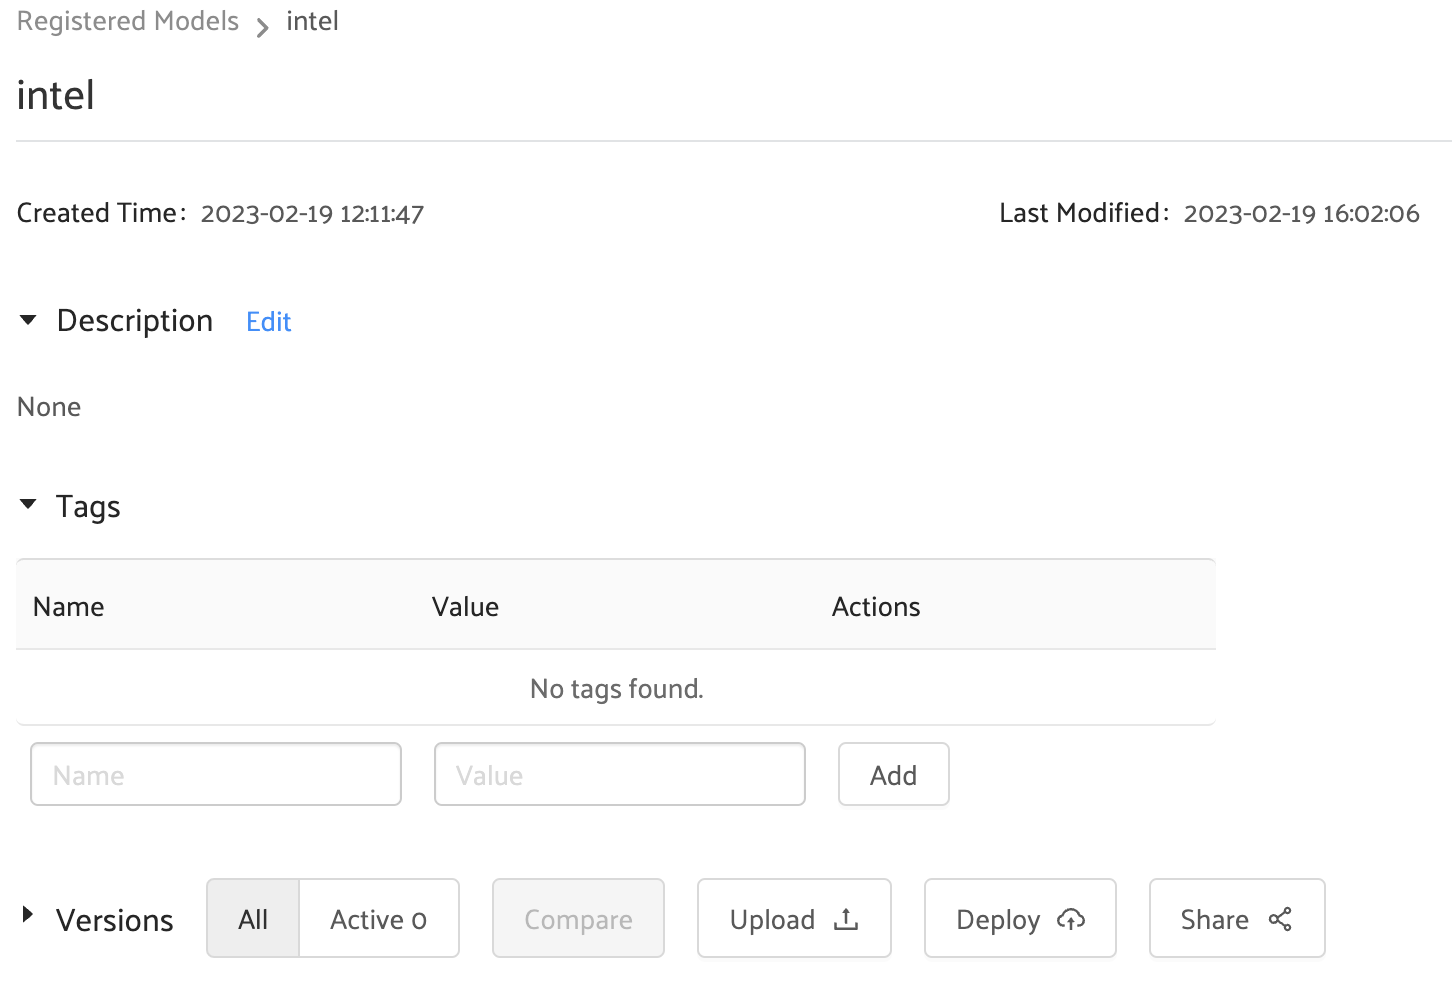 Registered Models > intel
intel
Created Time: 2023-02-19 12:11:47 Last Modified: 2023-02-19 16:02:06
Description Edit
None
Tags
Name Value Actions
No tags found.
Name Value Add
Versions All Active 0 Compare Upload Deploy Share